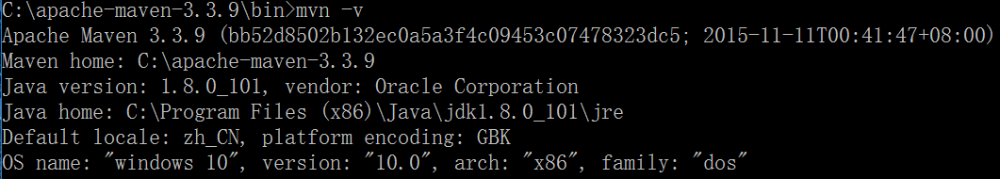 C:\apache-maven-3.3.9\bin>mvn -v
Apache Maven 3.3.9 (bb52d8502b132ec0a5a3f4c09453c07478323dc5; 2015-11-11T00:41:47+08:00)
Maven home: C:\apache-maven-3.3.9
Java version: 1.8.0_101, vendor: Oracle Corporation
Java home: C:\Program Files (x86)\Java\jdk1.8.0_101\jre
Default locale: zh_CN, platform encoding: GBK
OS name: "windows 10", version: "10.0", arch: "x86", family: "dos"